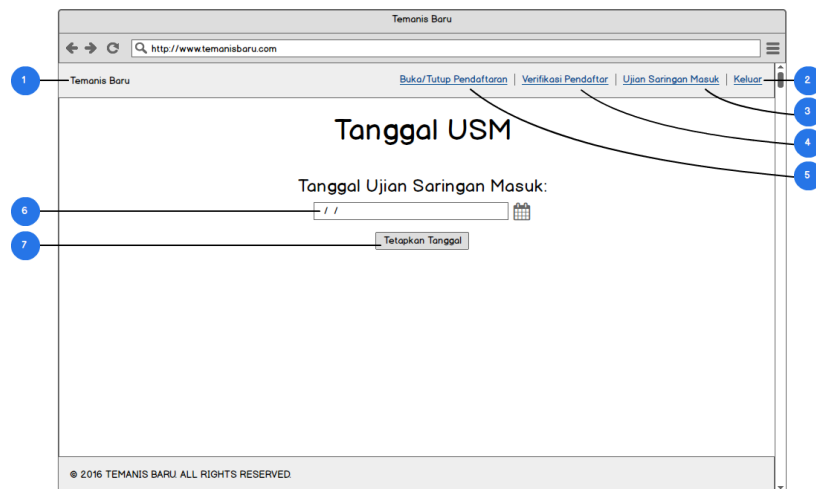 Temanis Baru
http://www.temanisbaru.com
1
Temanis Baru
Buka/Tutup Pendaftaran | Verifikasi Pendaftar | Ujian Saringan Masuk | Keluar
2
3
4
5
Tanggal USM
Tanggal Ujian Saringan Masuk:
6
/ /
7
Tetapkan Tanggal
© 2016 TEMANIS BARU. ALL RIGHTS RESERVED.